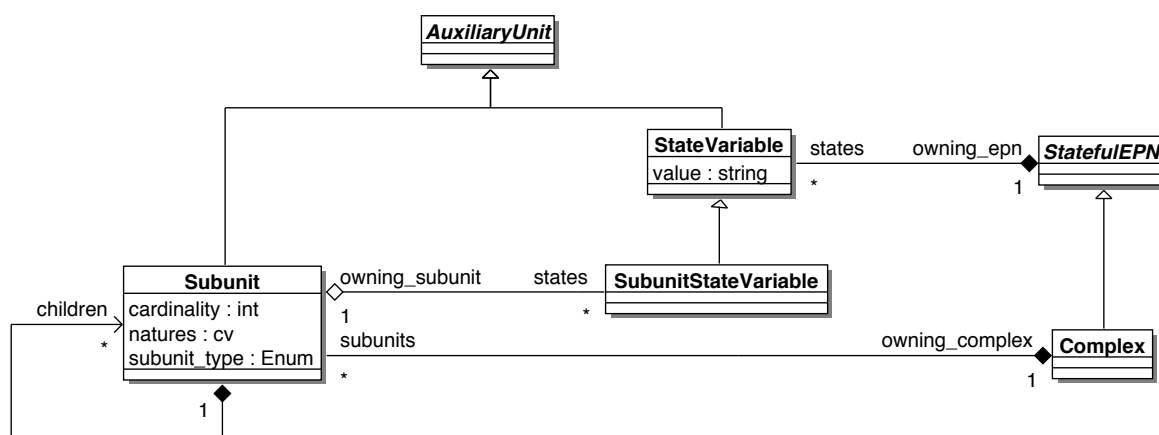 AuxiliaryUnit
StateVariable
value : string
states
*
owning_epn
1
StatefulEPN
Subunit
cardinality : int
natures : cv
subunit_type : Enum
children
*
1
owning_subunit
1
states
*
SubunitStateVariable
subunits
*
owning_complex
1
Complex